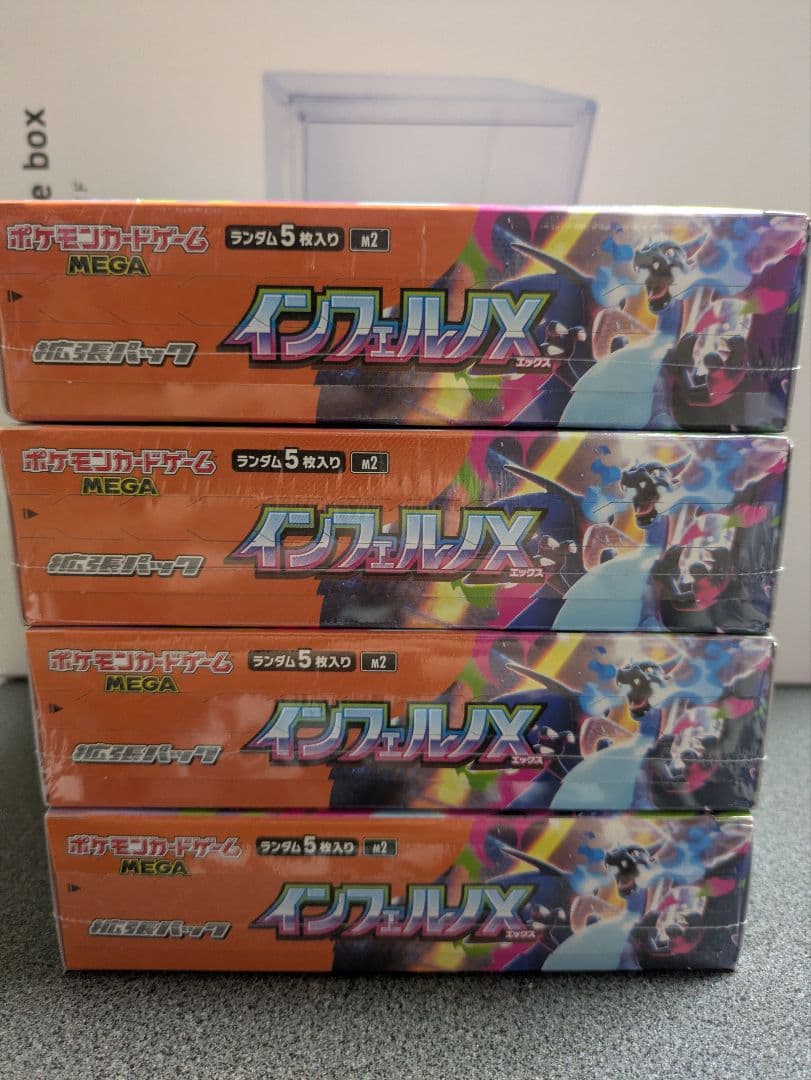 e box
ポケモンカードゲーム
MEGA
ランダム5枚入り M2
拡張パック
インフェルノX
エックス
ポケモンカードゲーム
MEGA
ランダム5枚入り M2
拡張パック
インフェルノX
エックス
ポケモンカードゲーム
MEGA
ランダム5枚入り M2
拡張パック
インフェルノX
エックス
ポケモンカードゲーム
MEGA
ランダム5枚入り M2
拡張パック
インフェルノX
エックス